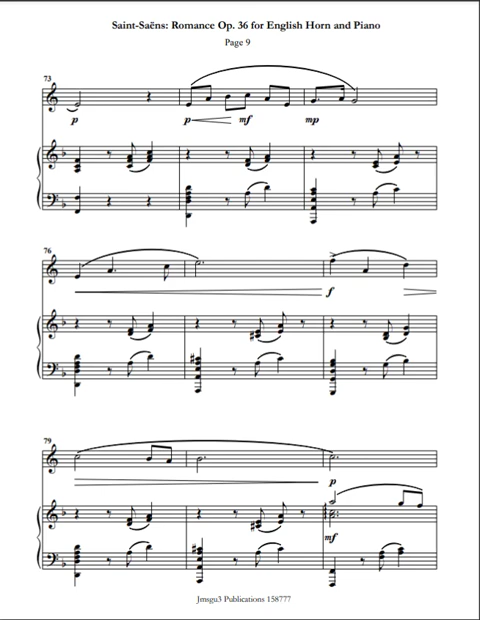 Saint-Saëns: Romance Op. 36 for English Horn and Piano
Page 9
73
p
p
mf
mp
76
f
79
p
mf
Jmsgu3 Publications 158777